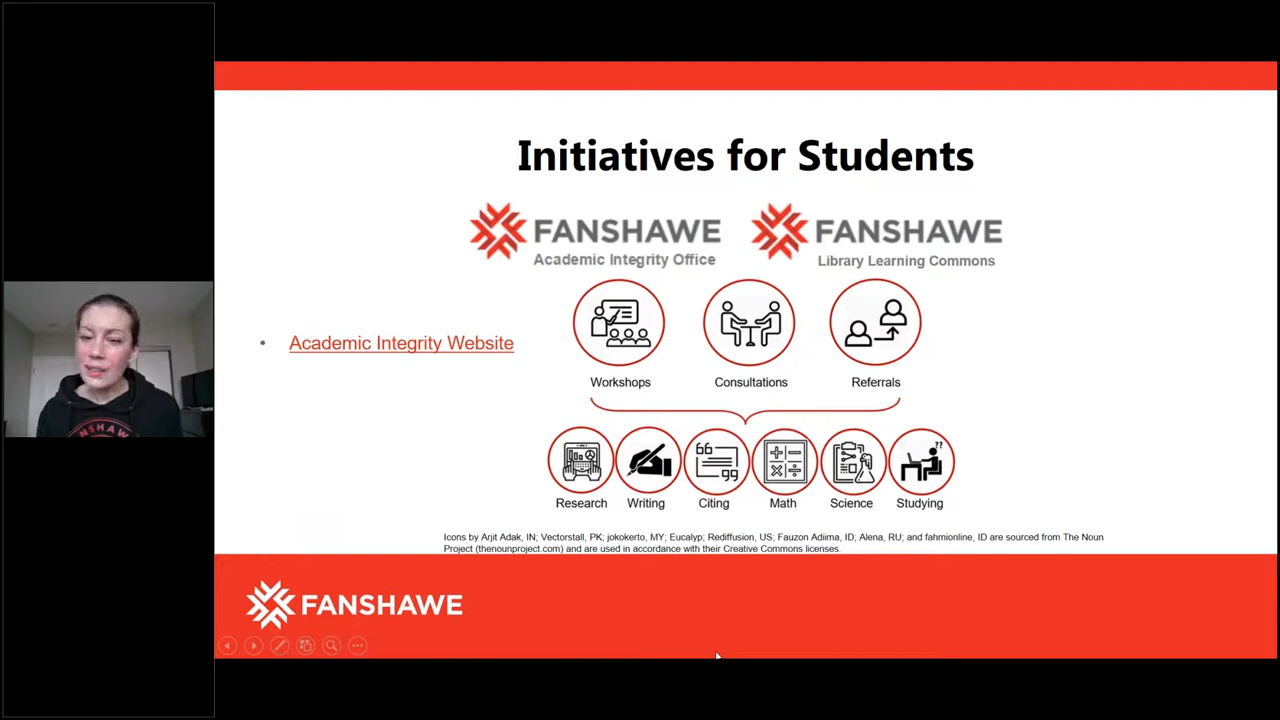 Initiatives for Students
FANSHAWE
Academic Integrity Office
FANSHAWE
Library Learning Commons
• Academic Integrity Website
Workshops
Consultations
Referrals
Research
Writing
Citing
Math
Science
Studying
Icons by Arjit Adak, IN; Vectorstall, PK; jokokerto, MY; Eucalyp; Rediffusion, US; Fauzon Adiima, ID; Alena, RU; and fahmionline, ID are sourced from The Noun
Project (thenounproject.com) and are used in accordance with their Creative Commons licenses.
FANSHAWE